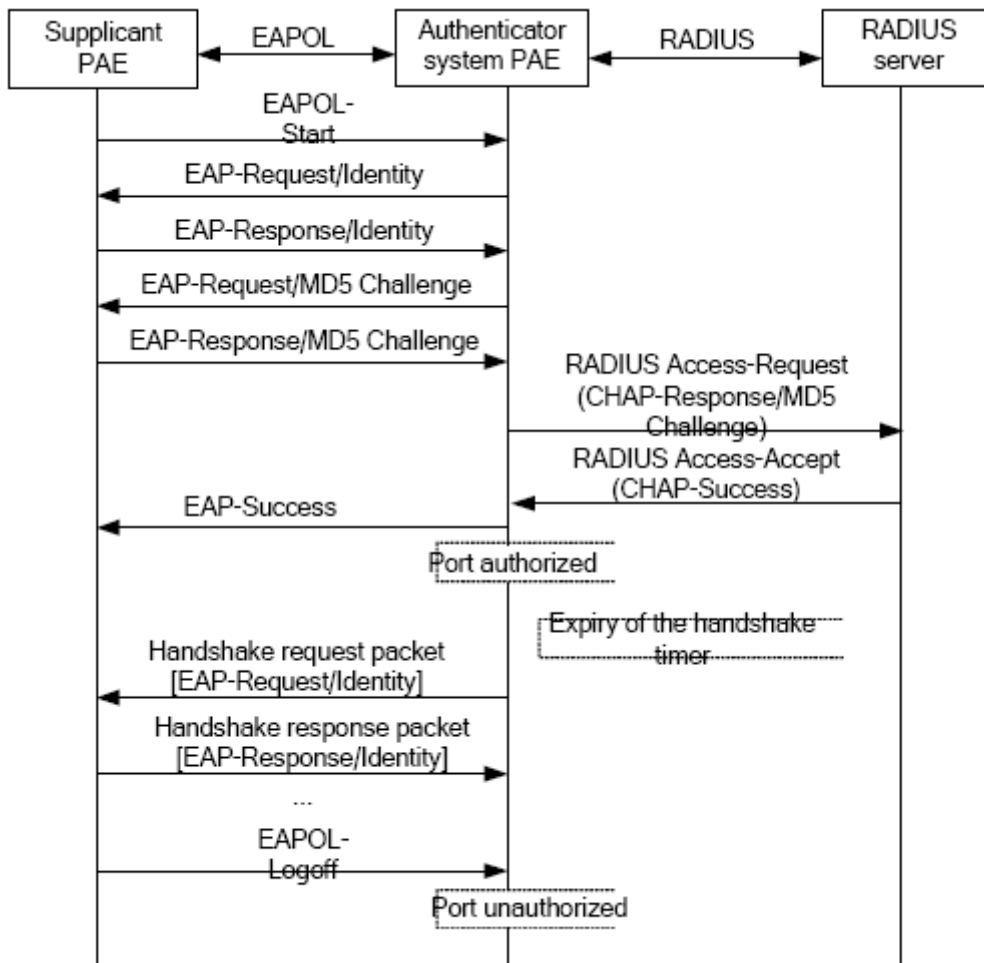 Supplicant
PAE
EAPOL
Authenticator
system PAE
RADIUS
RADIUS
server
EAPOL-
Start
EAP-Request/Identity
EAP-Response/Identity
EAP-Request/MD5 Challenge
EAP-Response/MD5 Challenge
RADIUS Access-Request
(CHAP-Response/MD5
Challenge)
RADIUS Access-Accept
(CHAP-Success)
EAP-Success
Port authorized
Expiry of the handshake
timer
Handshake request packet
[EAP-Request/Identity]
Handshake response packet
[EAP-Response/Identity]
...
EAPOL-
Logoff
Port unauthorized